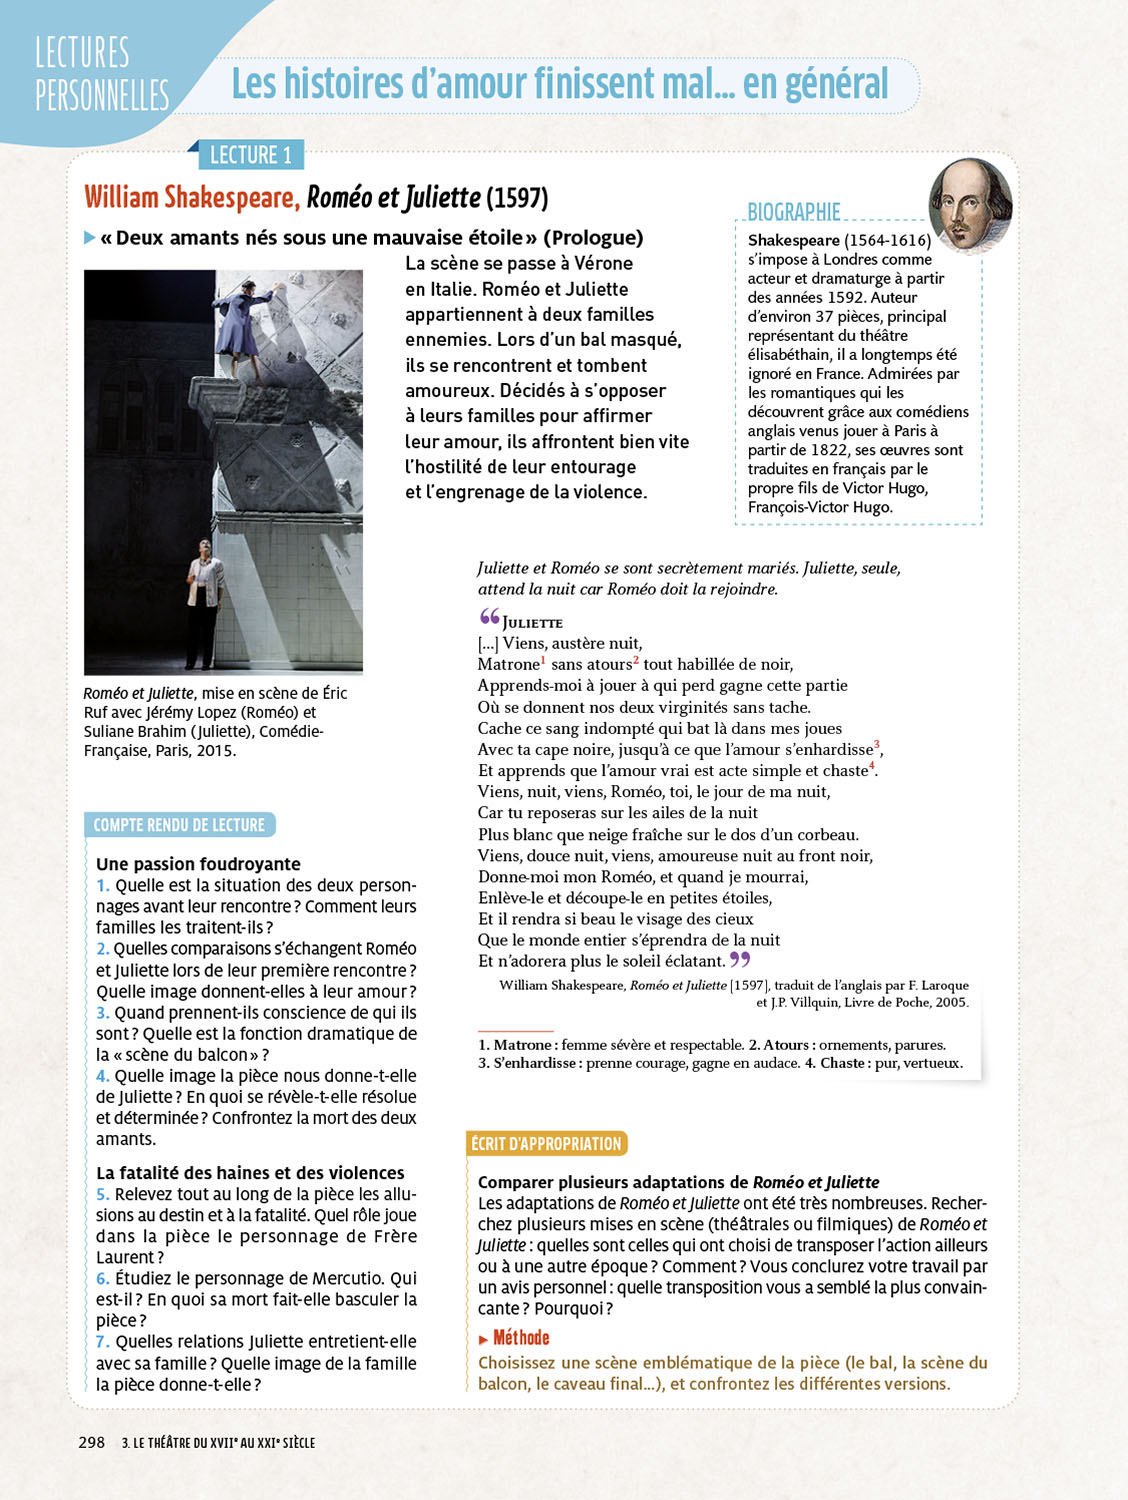 LECTURES
PERSONNELLES
Les histoires d’amour finissent mal... en général
LECTURE 1
William Shakespeare, Roméo et Juliette (1597)
▶ « Deux amants nés sous une mauvaise étoile » (Prologue)
La scène se passe à Vérone
en Italie. Roméo et Juliette
appartiennent à deux familles
ennemies. Lors d’un bal masqué,
ils se rencontrent et tombent
amoureux. Décidés à s’opposer
à leurs familles pour affirmer
leur amour, ils affrontent bien vite
l’hostilité de leur entourage
et l’engrenage de la violence.
BIOGRAPHIE
Shakespeare (1564-1616)
s’impose à Londres comme
acteur et dramaturge à partir
des années 1592. Auteur
d’environ 37 pièces, principal
représentant du théâtre
élisabéthain, il a longtemps été
ignoré en France. Admirées par
les romantiques qui les
découvrent grâce aux comédiens
anglais venus jouer à Paris à
partir de 1822, ses œuvres sont
traduites en français par le
propre fils de Victor Hugo,
François-Victor Hugo.
Roméo et Juliette, mise en scène de Éric
Ruf avec Jérémy Lopez (Roméo) et
Suliane Brahim (Juliette), Comédie-
Française, Paris, 2015.
Juliette et Roméo se sont secrètement mariés. Juliette, seule,
attend la nuit car Roméo doit la rejoindre.
“ JULIETTE
[...] Viens, austère nuit,
Matrone1 sans atours2 tout habillée de noir,
Apprends-moi à jouer à qui perd gagne cette partie
Où se donnent nos deux virginités sans tache.
Cache ce sang indompté qui bat là dans mes joues
Avec ta cape noire, jusqu’à ce que l’amour s’enhardisse3,
Et apprends que l’amour vrai est acte simple et chaste4.
Viens, nuit, viens, Roméo, toi, le jour de ma nuit,
Car tu reposeras sur les ailes de la nuit
Plus blanc que neige fraîche sur le dos d’un corbeau.
Viens, douce nuit, viens, amoureuse nuit au front noir,
Donne-moi mon Roméo, et quand je mourrai,
Enlève-le et découpe-le en petites étoiles,
Et il rendra si beau le visage des cieux
Que le monde entier s’éprendra de la nuit
Et n’adorera plus le soleil éclatant. ”
William Shakespeare, Roméo et Juliette [1597], traduit de l’anglais par F. Laroque
et J.P. Villquin, Livre de Poche, 2005.
1. Matrone : femme sévère et respectable. 2. Atours : ornements, parures.
3. S’enhardisse : prenne courage, gagne en audace. 4. Chaste : pur, vertueux.
COMPTE RENDU DE LECTURE
Une passion foudroyante
1. Quelle est la situation des deux person-
nages avant leur rencontre ? Comment leurs
familles les traitent-ils ?
2. Quelles comparaisons s’échangent Roméo
et Juliette lors de leur première rencontre ?
Quelle image donnent-elles à leur amour ?
3. Quand prennent-ils conscience de qui ils
sont ? Quelle est la fonction dramatique de
la « scène du balcon » ?
4. Quelle image la pièce nous donne-t-elle
de Juliette ? En quoi se révèle-t-elle résolue
et déterminée ? Confrontez la mort des deux
amants.
La fatalité des haines et des violences
5. Relevez tout au long de la pièce les allu-
sions au destin et à la fatalité. Quel rôle joue
dans la pièce le personnage de Frère
Laurent ?
6. Étudiez le personnage de Mercutio. Qui
est-il ? En quoi sa mort fait-elle basculer la
pièce ?
7. Quelles relations Juliette entretient-elle
avec sa famille ? Quelle image de la famille
la pièce donne-t-elle ?
ÉCRIT D’APPROPRIATION
Comparer plusieurs adaptations de Roméo et Juliette
Les adaptations de Roméo et Juliette ont été très nombreuses. Recher-
chez plusieurs mises en scène (théâtrales ou filmiques) de Roméo et
Juliette : quelles sont celles qui ont choisi de transposer l’action ailleurs
ou à une autre époque ? Comment ? Vous conclurez votre travail par
un avis personnel : quelle transposition vous a semblé la plus convain-
cante ? Pourquoi ?
▶ Méthode
Choisissez une scène emblématique de la pièce (le bal, la scène du
balcon, le caveau final...), et confrontez les différentes versions.
298 3. LE THÉÂTRE DU XVIIe AU XXIe SIÈCLE